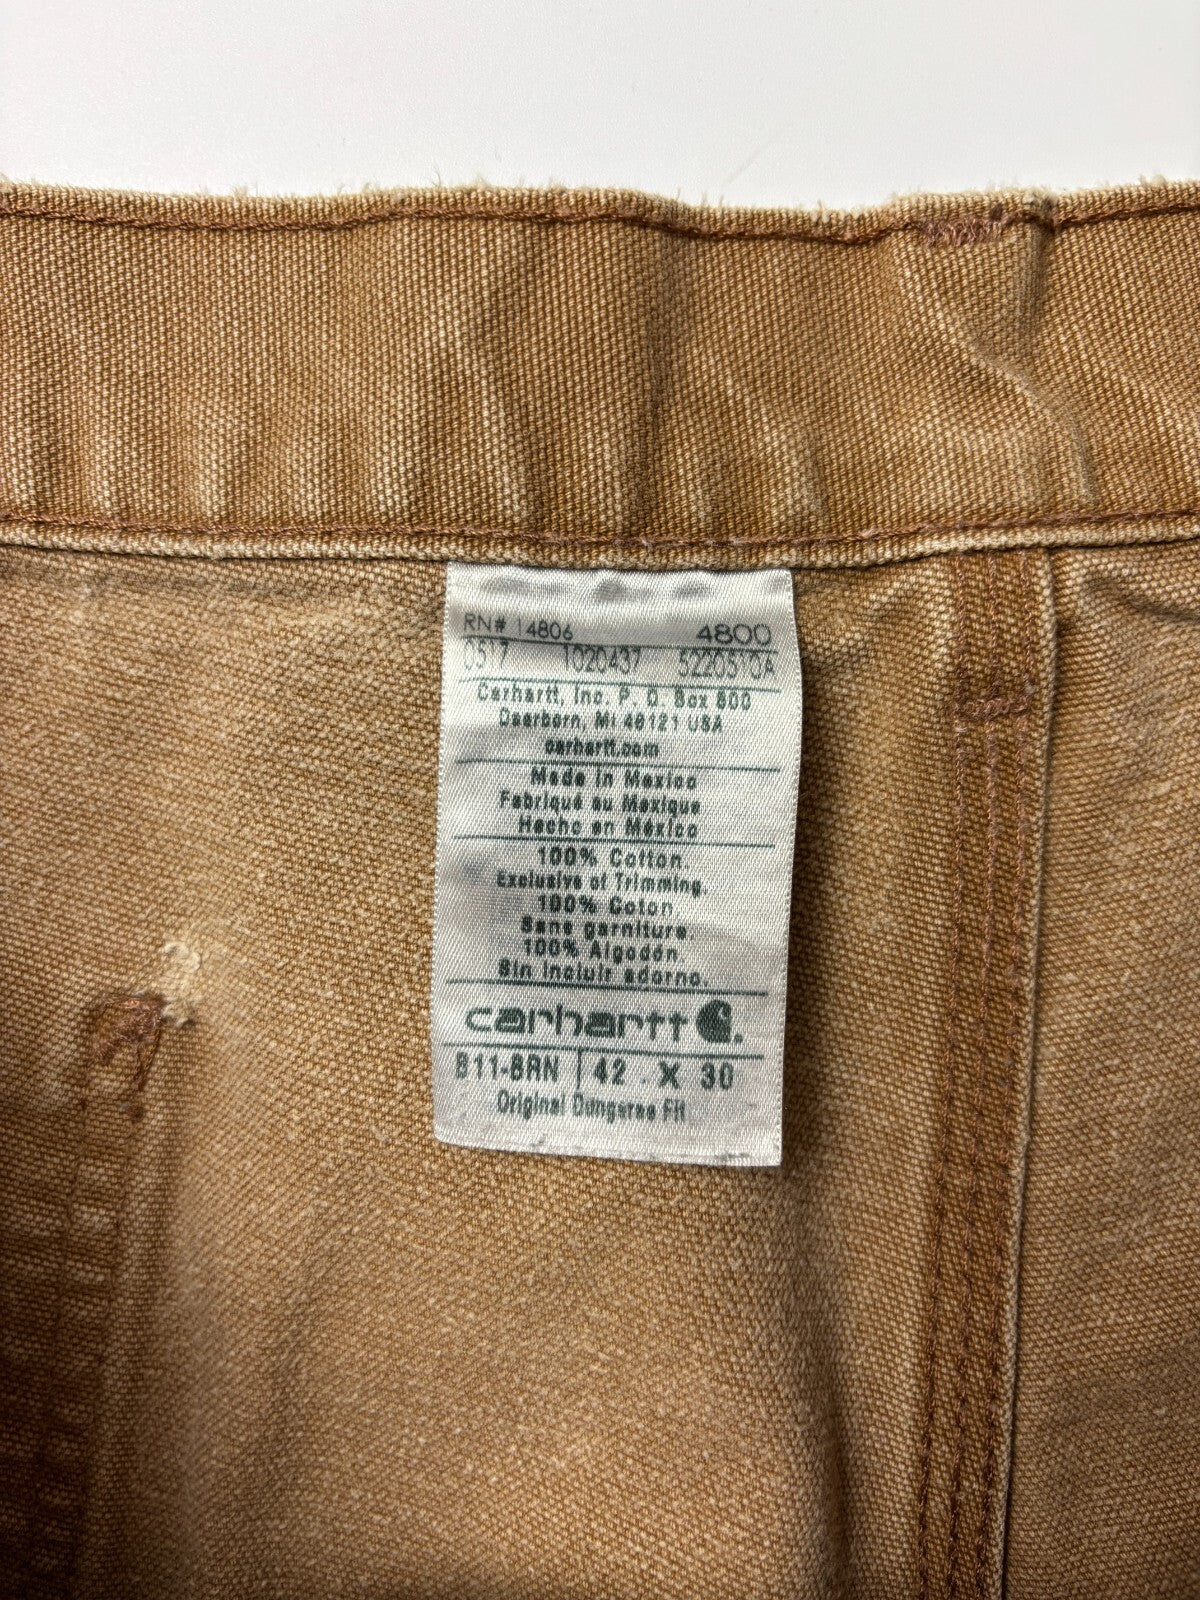 RN# 14806 4800
0517 1020437 522051QA
Carhartt, Inc. P. O. Box 600
Dearborn, MI 48121 USA
carhartt.com
Made in Mexico
Fabriqué au Mexique
Hecho en México
100% Cotton.
Exclusive of Trimming.
100% Coton.
Sans garniture.
100% Algodón.
Sin incluir adorno.
carhartt
B11-BRN 42 X 30
Original Dungaree Fit